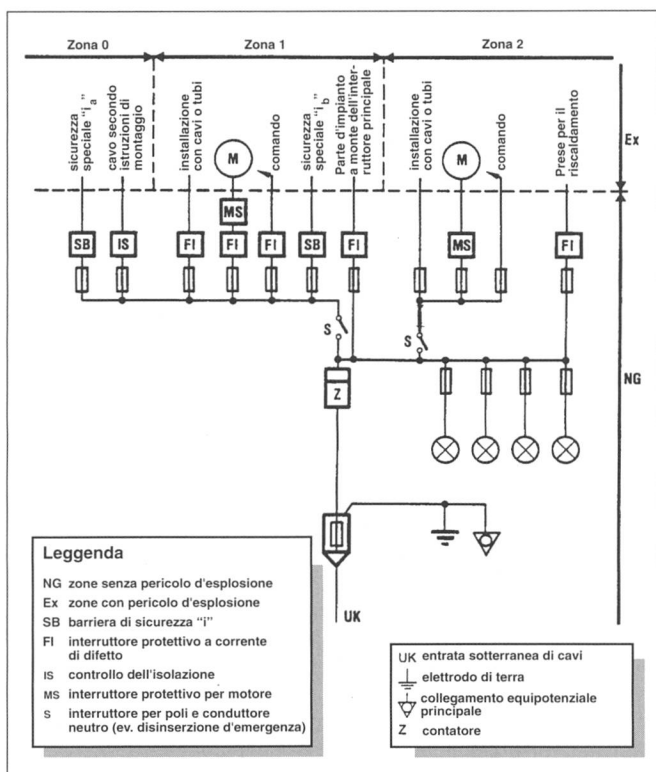 Zona 0
Zona 1
Zona 2
sicurezza
speciale "i a"
cavo secondo
istruzioni di
montaggio
installazione
con cavi o tubi
M
comando
sicurezza
speciale "i b"
Parte d'impianto
a monte dell'inter-
ruttore principale
installazione
con cavi o tubi
M
comando
Prese per il
riscaldamento
Ex
MS
SB
IS
FI
FI
FI
SB
FI
MS
FI
S
S
Z
NG
UK
Leggenda
NG zone senza pericolo d'esplosione
Ex zone con pericolo d'esplosione
SB barriera di sicurezza "i"
FI interruttore protettivo a corrente
di difetto
IS controllo dell'isolazione
MS interruttore protettivo per motore
S interruttore per poli e conduttore
neutro (ev. disinserzione d'emergenza)
UK entrata sotterranea di cavi
elettrodo di terra
collegamento equipotenziale
principale
Z contatore